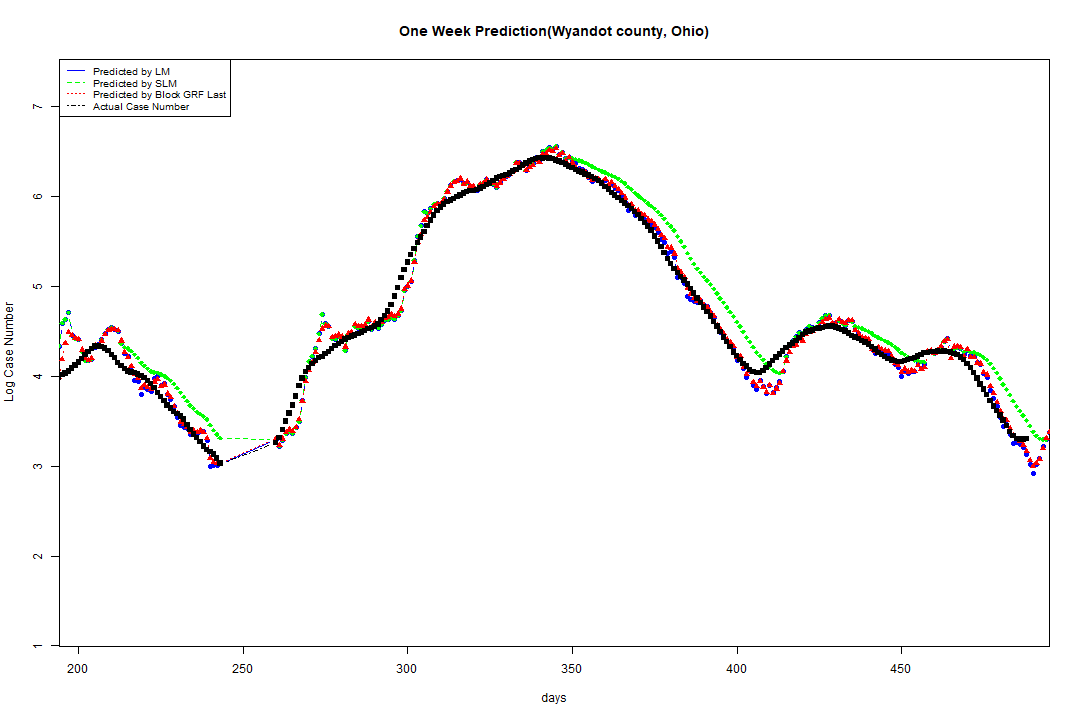 One Week Prediction(Wyandot county, Ohio)
Predicted by LM
Predicted by SLM
Predicted by Block GRF Last
Actual Case Number
7
6
5
4
3
2
1
Log Case Number
200 250 300 350 400 450
days